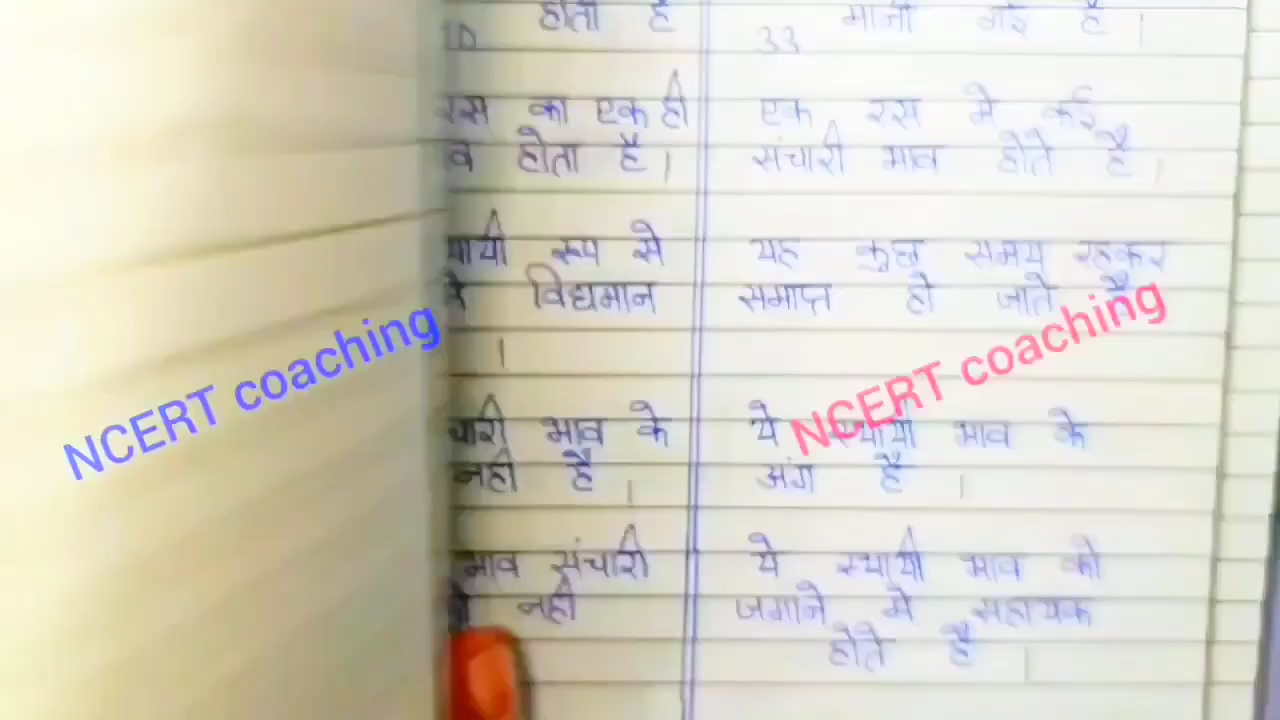 होता है
10
रस का एक ही
व होता है।
यायी रूप से
विद्यमान
।
चारी भाव के
नहीं है।
भाव संचारी
नहीं
मानी गई है।
33
एक रस मे कई
संचारी भाव होते है।
यह कुछ समय रहकर
समाप्त हो जाते है
ये स्थायी भाव के
अंग है।
ये स्थायी भाव को
जगाने मे सहायक
होते है।
NCERT coaching
NCERT coaching